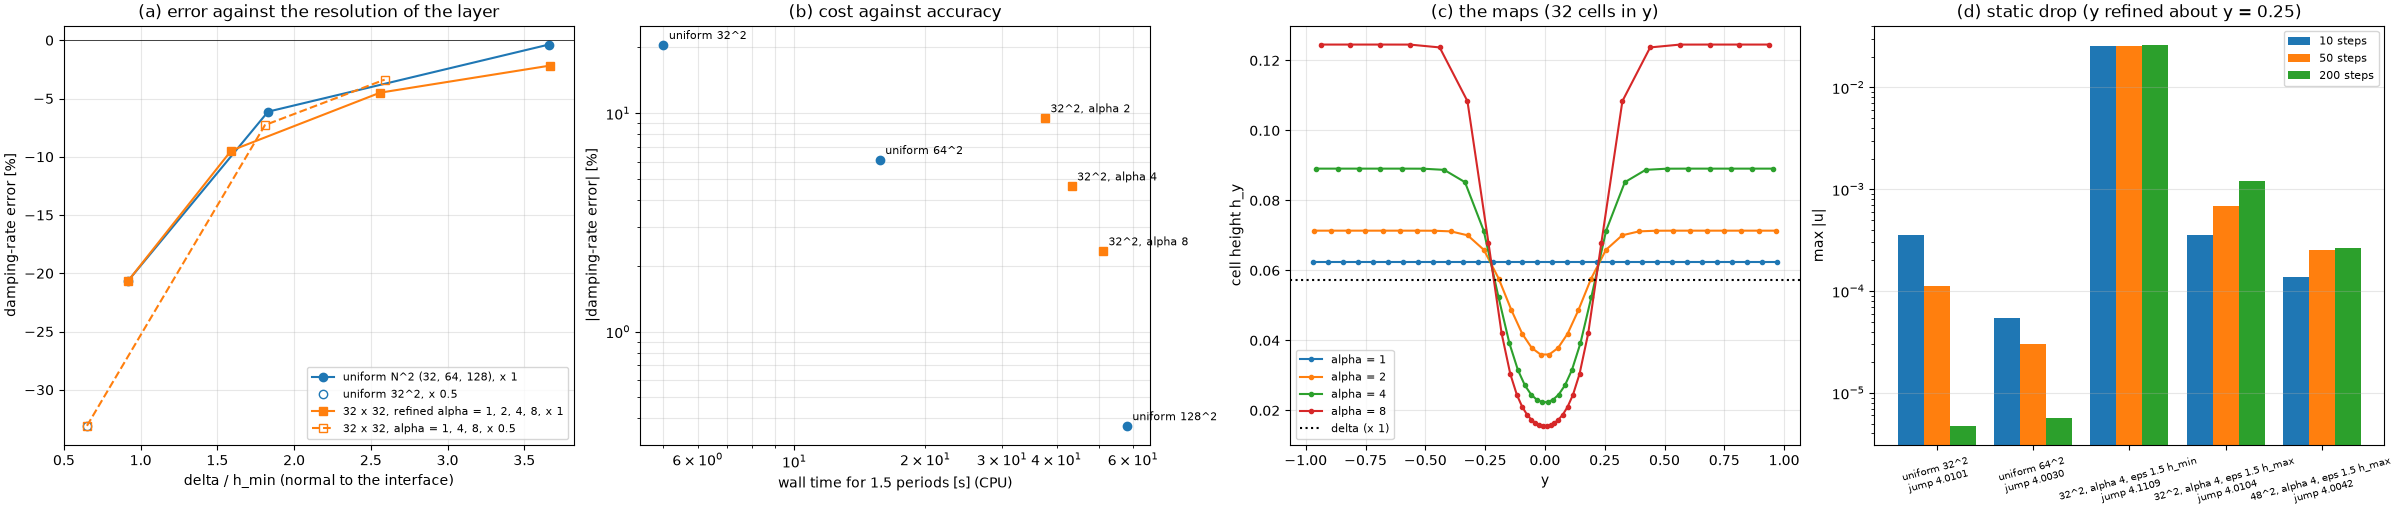 (a) error against the resolution of the layer
0
−5
−10
−15
−20
−25
−30
damping-rate error [%]
0.5
1.0
1.5
2.0
2.5
3.0
3.5
delta / h_min (normal to the interface)
uniform N^2 (32, 64, 128), x 1
uniform 32^2, x 0.5
32 x 32, refined alpha = 1, 2, 4, 8, x 1
32 x 32, alpha = 1, 4, 8, x 0.5
(b) cost against accuracy
|damping-rate error| [%]
10^1
10^0
uniform 32^2
32^2, alpha 2
uniform 64^2
32^2, alpha 4
32^2, alpha 8
uniform 128^2
6 × 10^0
10^1
2 × 10^1
3 × 10^1
4 × 10^1
6 × 10^1
wall time for 1.5 periods [s] (CPU)
(c) the maps (32 cells in y)
cell height h_y
0.12
0.10
0.08
0.06
0.04
0.02
alpha = 1
alpha = 2
alpha = 4
alpha = 8
delta (x 1)
−1.00
−0.75
−0.50
−0.25
0.00
0.25
0.50
0.75
1.00
y
(d) static drop (y refined about y = 0.25)
max |u|
10^−2
10^−3
10^−4
10^−5
10 steps
50 steps
200 steps
uniform 32^2
jump 4.0101
uniform 64^2
jump 4.0030
32^2, alpha 4, eps 1.5 h_min
jump 4.1109
32^2, alpha 4, eps 1.5 h_max
jump 4.0104
48^2, alpha 4, eps 1.5 h_max
jump 4.0042